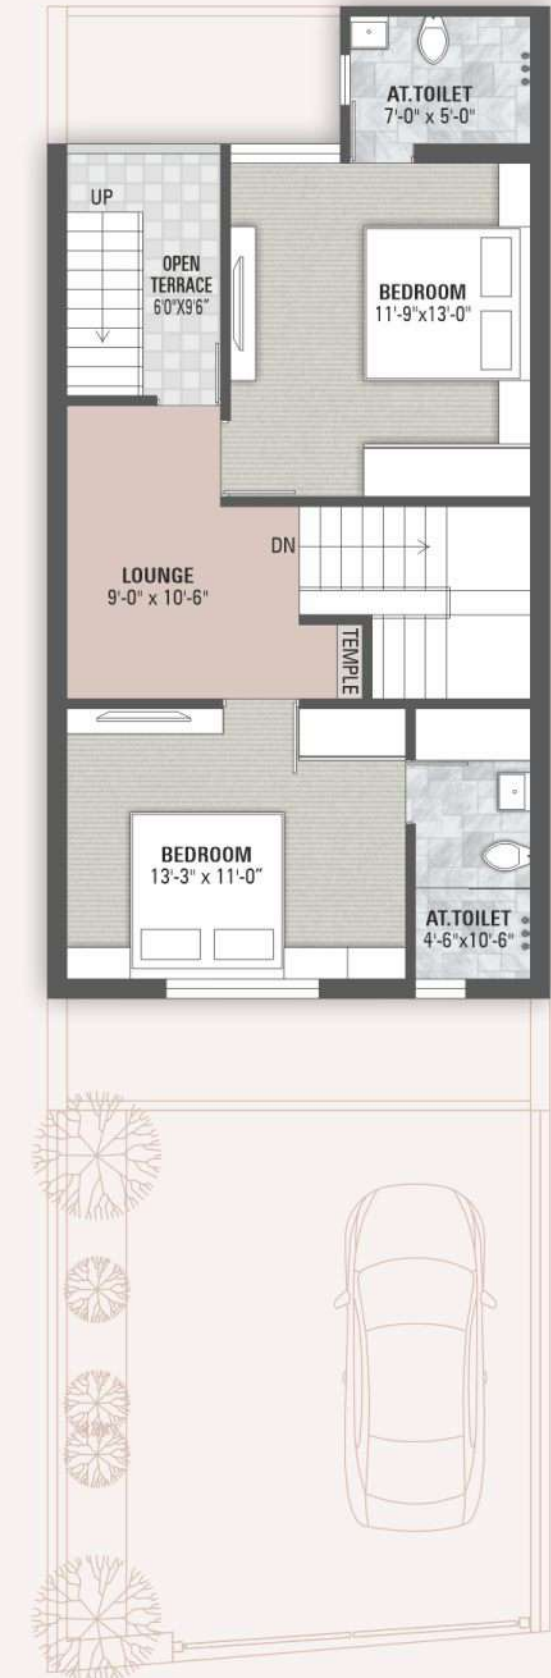 AT.TOILET
7'-0" x 5'-0"
UP
OPEN
TERRACE
6'0"X9'6"
BEDROOM
11'-9"x13'-0"
DN
LOUNGE
9'-0" x 10'-6"
TEMPLE
BEDROOM
13'-3" x 11'-0"
AT.TOILET
4'-6"x10'-6"